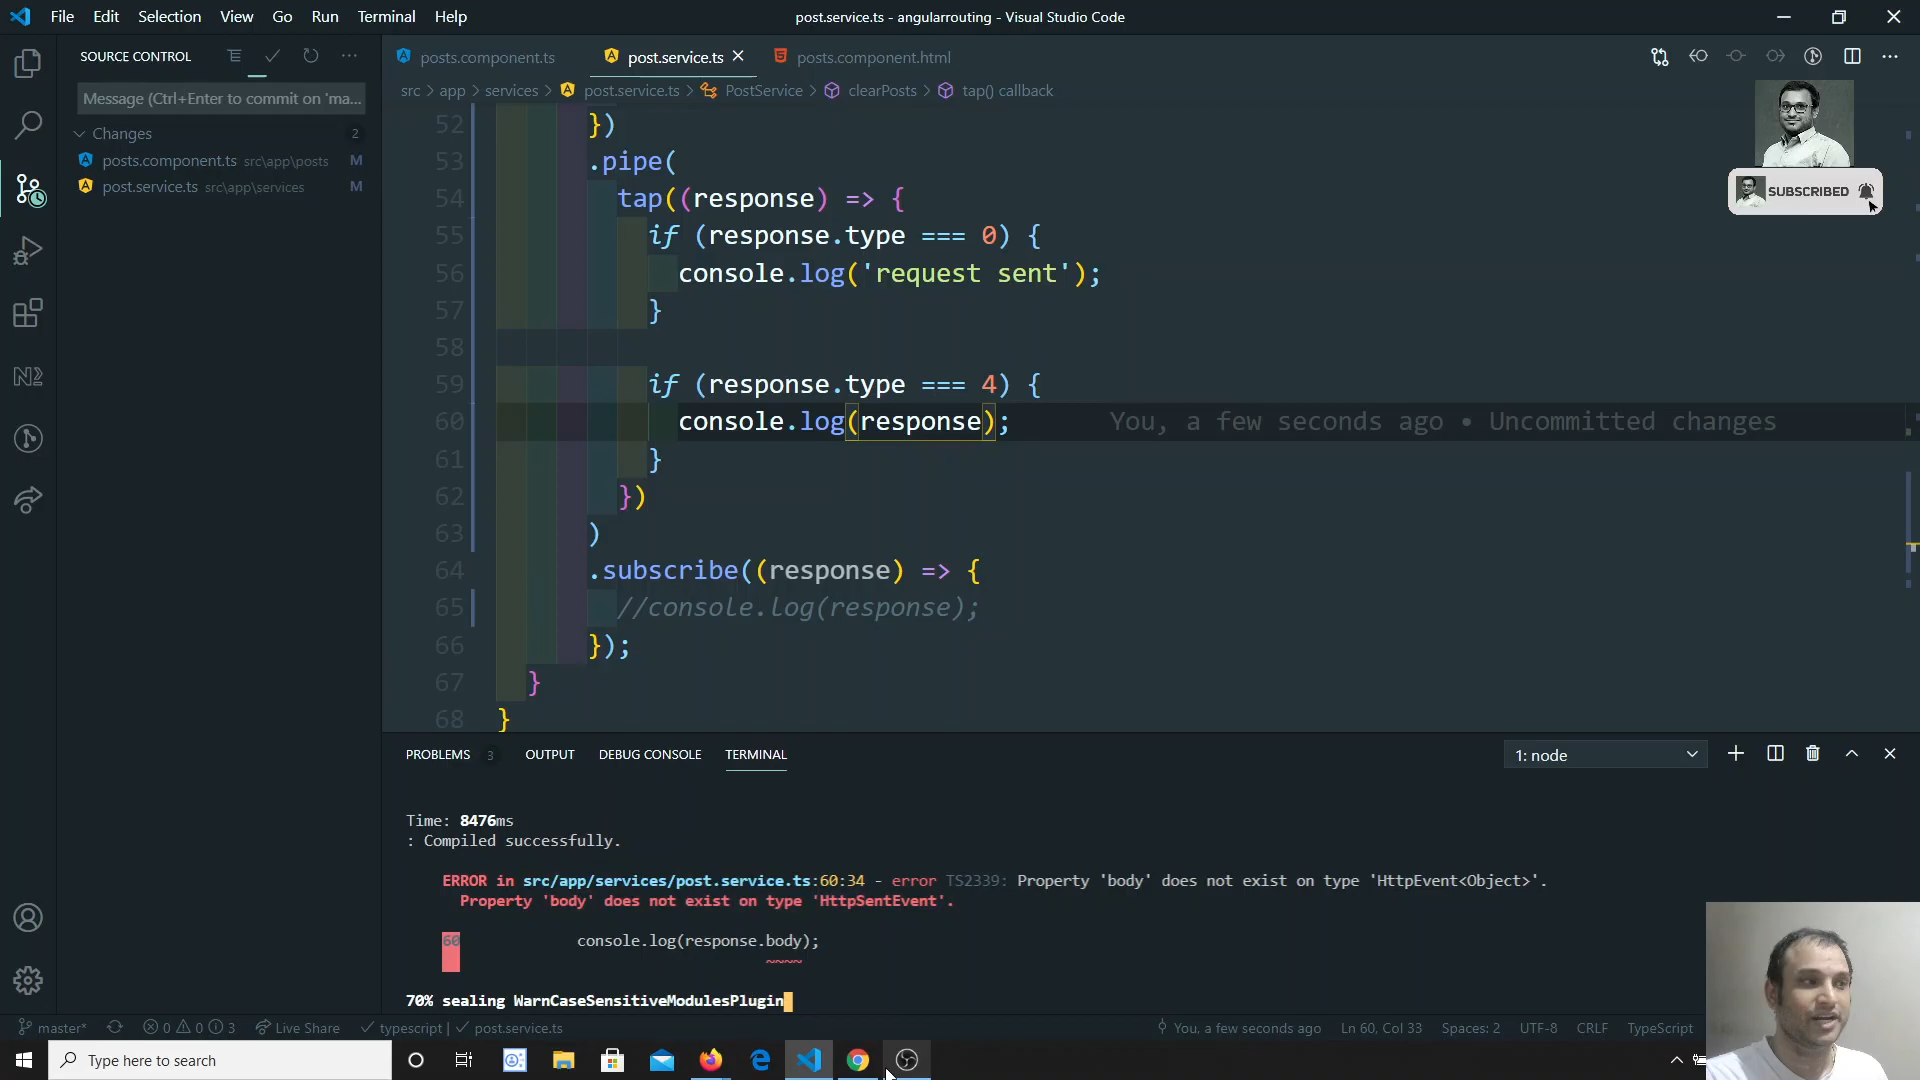 File Edit Selection View Go Run Terminal Help
post.service.ts - angularrouting - Visual Studio Code
SOURCE CONTROL
posts.component.ts post.service.ts posts.component.html
Message (Ctrl+Enter to commit on 'ma...
src > app > services > post.service.ts > PostService > clearPosts > tap() callback
Changes 2
posts.component.ts src\app\posts M
post.service.ts src\app\services M
52 })
53 .pipe(
54 tap((response) => {
55 if (response.type === 0) {
56 console.log('request sent');
57 }
58
59 if (response.type === 4) {
60 console.log(response); You, a few seconds ago • Uncommitted changes
61 }
62 })
63 )
64 .subscribe((response) => {
65 //console.log(response);
66 });
67 }
68 }
SUBSCRIBED
PROBLEMS 3 OUTPUT DEBUG CONSOLE TERMINAL
1: node
Time: 8476ms
: Compiled successfully.
ERROR in src/app/services/post.service.ts:60:34 - error TS2339: Property 'body' does not exist on type 'HttpEvent<Object>'.
Property 'body' does not exist on type 'HttpSentEvent'.
60 console.log(response.body);
~~~~
70% sealing WarnCaseSensitiveModulesPlugin
master* 0 0 3 Live Share typescript | post.service.ts
You, a few seconds ago Ln 60, Col 33 Spaces: 2 UTF-8 CRLF TypeScript
Type here to search